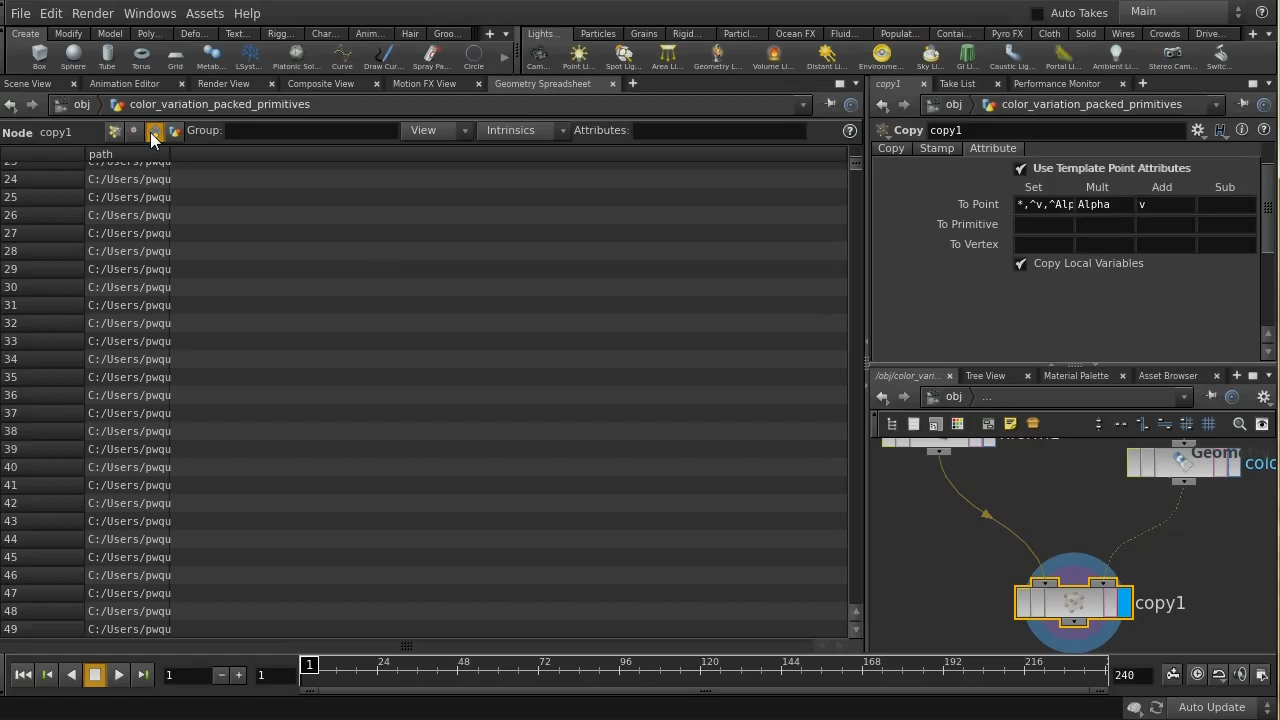 File Edit Render Windows Assets Help Auto Takes Main
Create Modify Model Poly... Defo... Text... Rigg... Char... Anim... Hair Groo... Lights... Particles Grains Rigid... Particl... Ocean FX Fluid... Populat... Contai... Pyro FX Cloth Solid Wires Crowds Drive...
Box Sphere Tube Torus Grid Metab... LSyst... Platonic Sol... Curve Draw Cur... Spray Pa... Circle Cam... Point Li... Spot Lig... Area Li... Geometry L... Volume Li... Distant Li... Environme... Sky Li... GI Li... Caustic Lig... Portal Li... Ambient L... Stereo Cam... Switc...
Scene View Animation Editor Render View Composite View Motion FX View Geometry Spreadsheet copy1 Take List Performance Monitor
obj color_variation_packed_primitives obj color_variation_packed_primitives
Node copy1 Group: View Intrinsics Attributes: Copy copy1
Copy Stamp Attribute
path
Use Template Point Attributes
Set Mult Add Sub
To Point *,^v,^Alp Alpha v
To Primitive
To Vertex
Copy Local Variables
24 C:/Users/pwqu
25 C:/Users/pwqu
26 C:/Users/pwqu
27 C:/Users/pwqu
28 C:/Users/pwqu
29 C:/Users/pwqu
30 C:/Users/pwqu
31 C:/Users/pwqu
32 C:/Users/pwqu
33 C:/Users/pwqu
34 C:/Users/pwqu
35 C:/Users/pwqu
36 C:/Users/pwqu
37 C:/Users/pwqu
38 C:/Users/pwqu
39 C:/Users/pwqu
40 C:/Users/pwqu
41 C:/Users/pwqu
42 C:/Users/pwqu
43 C:/Users/pwqu
44 C:/Users/pwqu
45 C:/Users/pwqu
46 C:/Users/pwqu
47 C:/Users/pwqu
48 C:/Users/pwqu
49 C:/Users/pwqu
/obj/color_vari... Tree View Material Palette Asset Browser
obj ...
Geom
colo
copy1
1 1 1 24 48 72 96 120 144 168 192 216 240
Auto Update